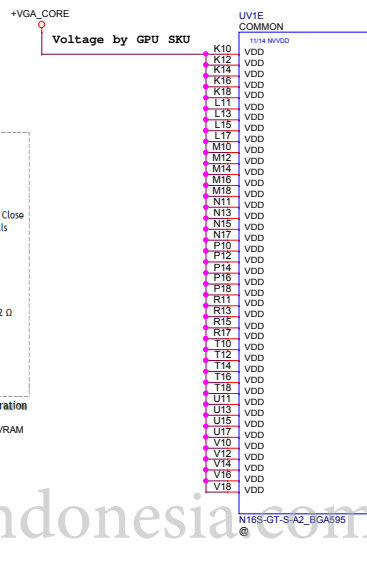 +VGA_CORE
UV1E
COMMON
Voltage by GPU SKU
11/14 NVVDD
K10 VDD
K12 VDD
K14 VDD
K16 VDD
K18 VDD
L11 VDD
L13 VDD
L15 VDD
L17 VDD
M10 VDD
M12 VDD
M14 VDD
M16 VDD
M18 VDD
N11 VDD
N13 VDD
N15 VDD
N17 VDD
P10 VDD
P12 VDD
P14 VDD
P16 VDD
P18 VDD
R11 VDD
R13 VDD
R15 VDD
R17 VDD
T10 VDD
T12 VDD
T14 VDD
T16 VDD
T18 VDD
U11 VDD
U13 VDD
U15 VDD
U17 VDD
V10 VDD
V12 VDD
V14 VDD
V16 VDD
V18 VDD
Close
ls
2 Ω
ration
VRAM
N16S-GT-S-A2_BGA595
@
ndonesia.com